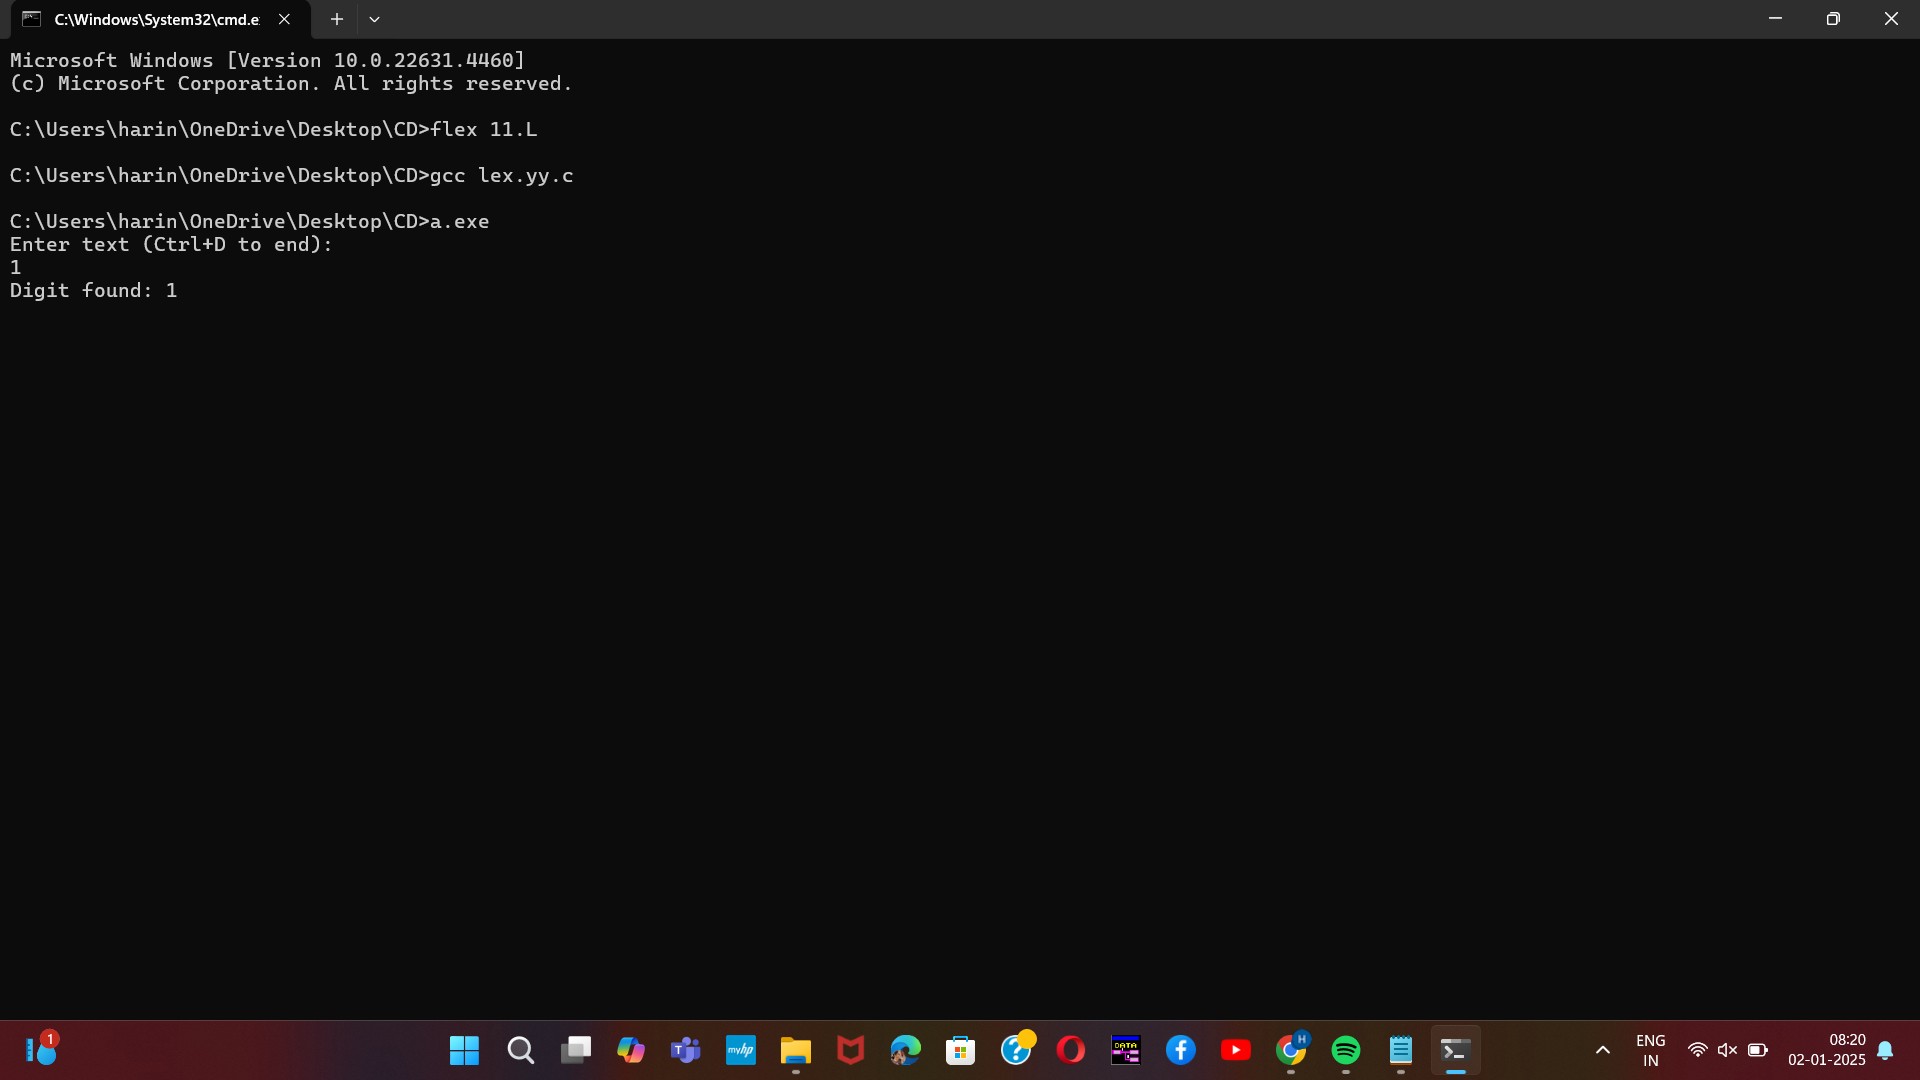 C:\Windows\System32\cmd.e
Microsoft Windows [Version 10.0.22631.4460]
(c) Microsoft Corporation. All rights reserved.
C:\Users\harin\OneDrive\Desktop\CD>flex 11.L
C:\Users\harin\OneDrive\Desktop\CD>gcc lex.yy.c
C:\Users\harin\OneDrive\Desktop\CD>a.exe
Enter text (Ctrl+D to end):
1
Digit found: 1
1
T
myhp
DATA
H
ENG
IN
08:20
02-01-2025